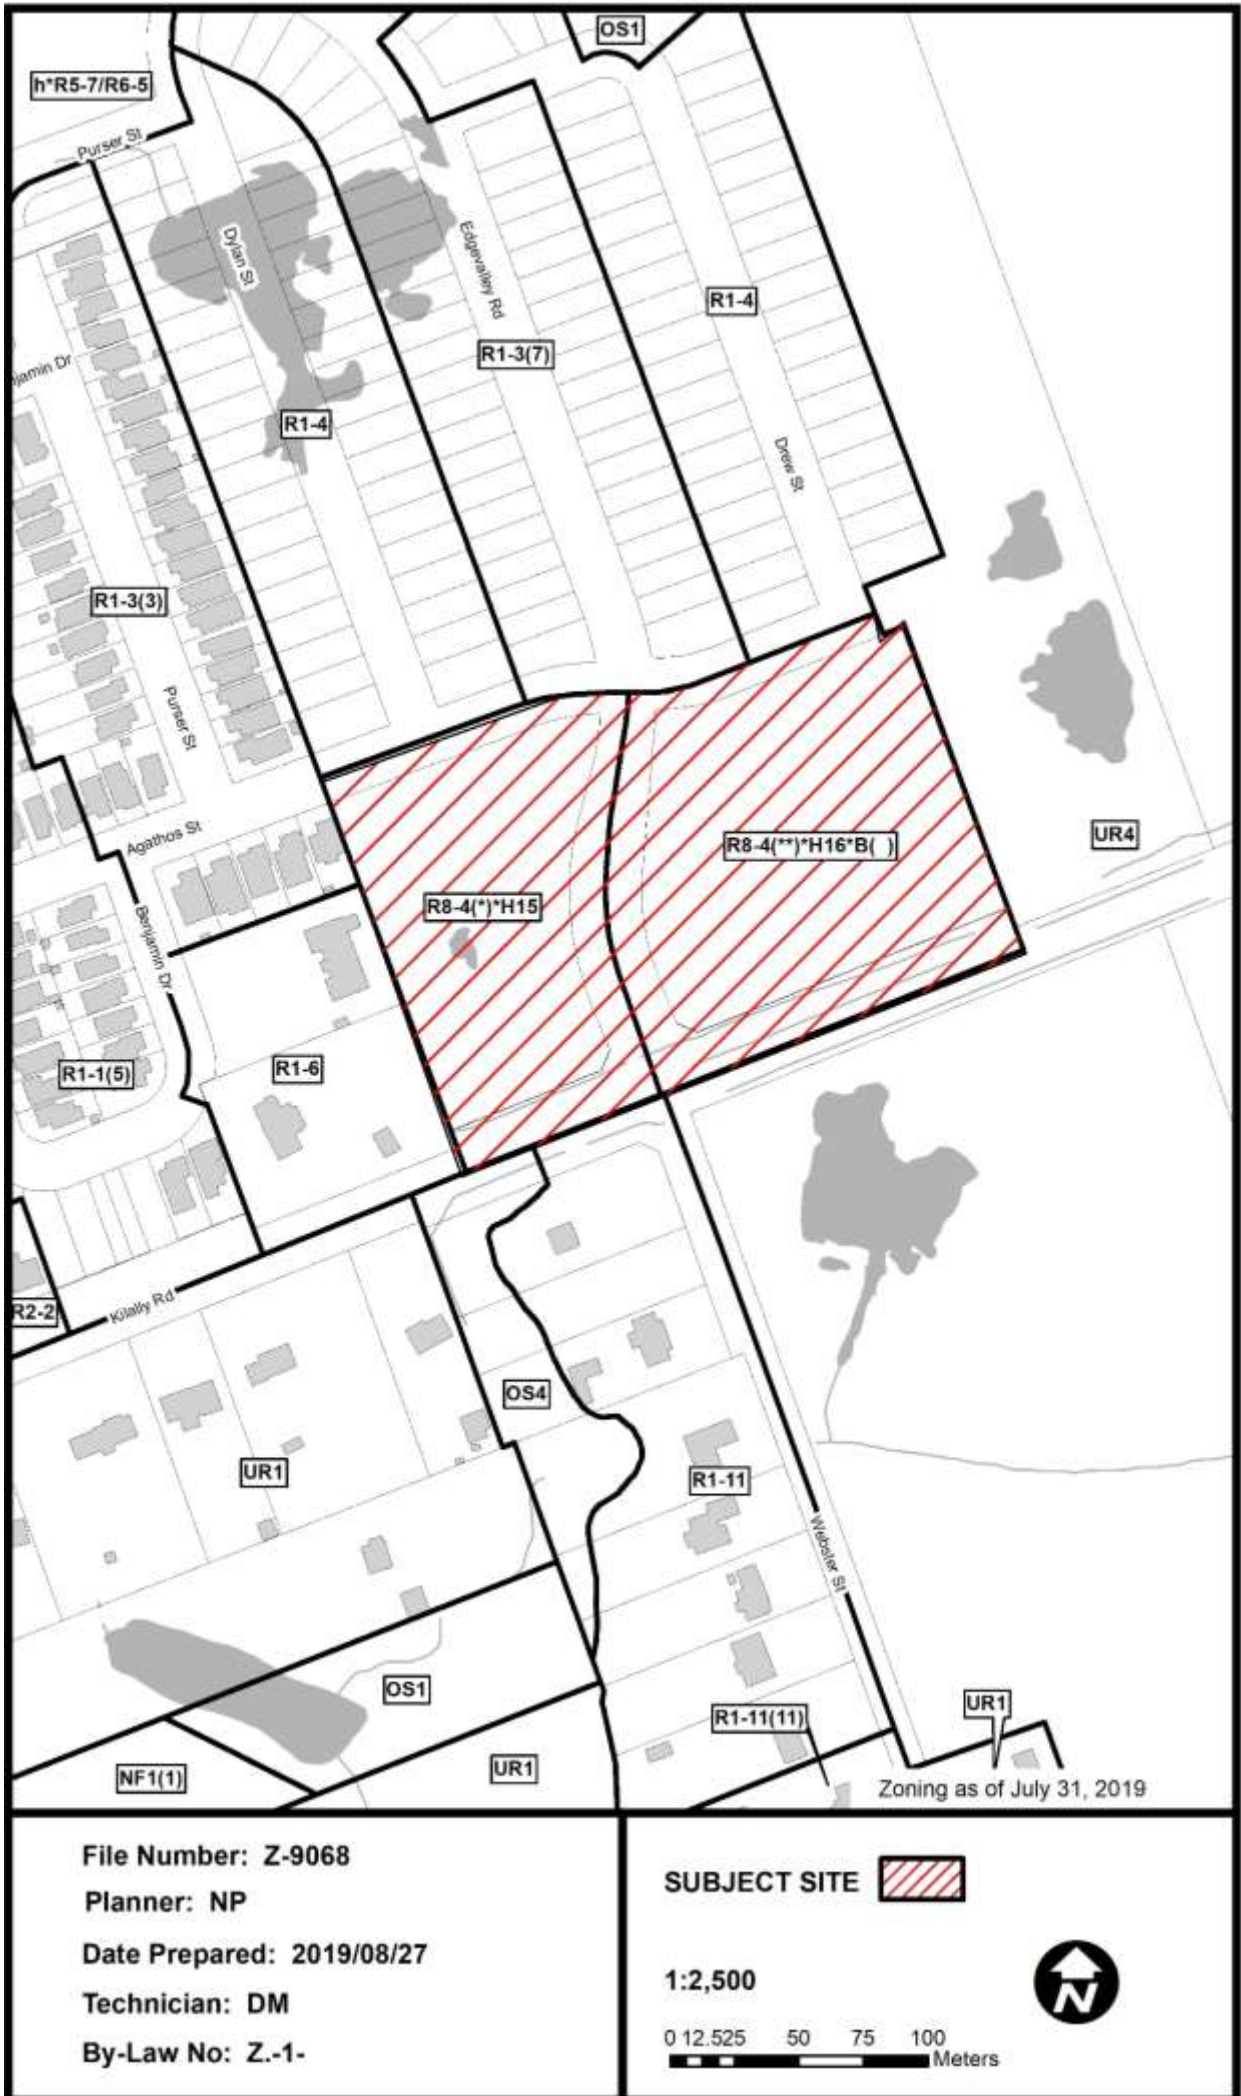 OS1
h*R5-7/R6-5
Purser St
Dylan St
Edgevalley Rd
R1-4
R1-3(7)
jamin Dr
R1-4
Drew St
R1-3(3)
Purser St
Agathos St
R8-4(**)*H16*B( )
UR4
R8-4(*)*H15
Benjamin Dr
R1-1(5)
R1-6
Kilally Rd
R2-2
OS4
UR1
R1-11
Webster St
OS1
R1-11(11)
UR1
NF1(1)
UR1
Zoning as of July 31, 2019
File Number: Z-9068
Planner: NP
Date Prepared: 2019/08/27
Technician: DM
By-Law No: Z.-1-
SUBJECT SITE
1:2,500
N
0 12.525 50 75 100
Meters